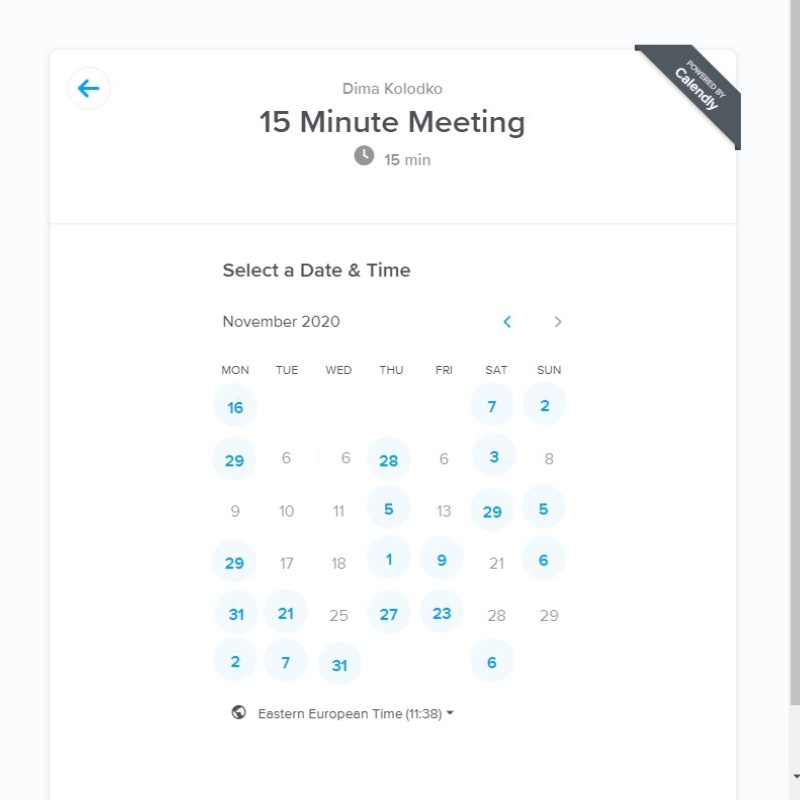 POWERED BY
Calendly
Dima Kolodko
15 Minute Meeting
15 min
Select a Date & Time
November 2020
MON TUE WED THU FRI SAT SUN
16 7 2
29 6 6 28 6 3 8
9 10 11 5 13 29 5
29 17 18 1 9 21 6
31 21 25 27 23 28 29
2 7 31 6
Eastern European Time (11:38)